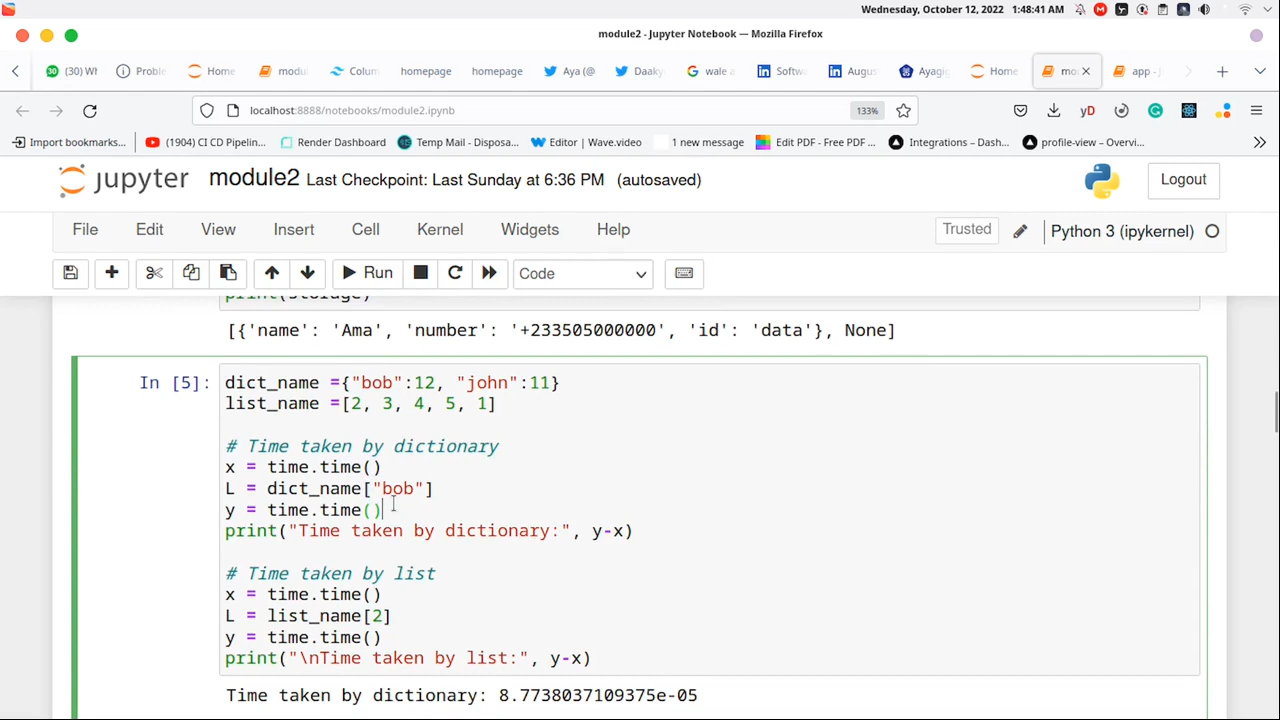 Wednesday, October 12, 2022 1:48:41 AM
module2 - Jupyter Notebook — Mozilla Firefox
(30) Wh
Proble
Home
modu
Colum
homepage
homepage
Aya (@
Daaky
wale a
Softwa
Augus
Ayagig
Home
mo
app - J
localhost:8888/notebooks/module2.ipynb
133%
Import bookmarks...
(1904) CI CD Pipelin...
Render Dashboard
Temp Mail - Disposa...
Editor | Wave.video
1 new message
Edit PDF - Free PDF ...
Integrations – Dash...
profile-view – Overvi...
jupyter module2 Last Checkpoint: Last Sunday at 6:36 PM (autosaved)
Logout
File Edit View Insert Cell Kernel Widgets Help
Trusted
Python 3 (ipykernel)
Run
Code
print(storage)
[{'name': 'Ama', 'number': '+233505000000', 'id': 'data'}, None]
In [5]:
dict_name ={"bob":12, "john":11}
list_name =[2, 3, 4, 5, 1]
# Time taken by dictionary
x = time.time()
L = dict_name["bob"]
y = time.time()
print("Time taken by dictionary:", y-x)
# Time taken by list
x = time.time()
L = list_name[2]
y = time.time()
print("\nTime taken by list:", y-x)
Time taken by dictionary: 8.7738037109375e-05